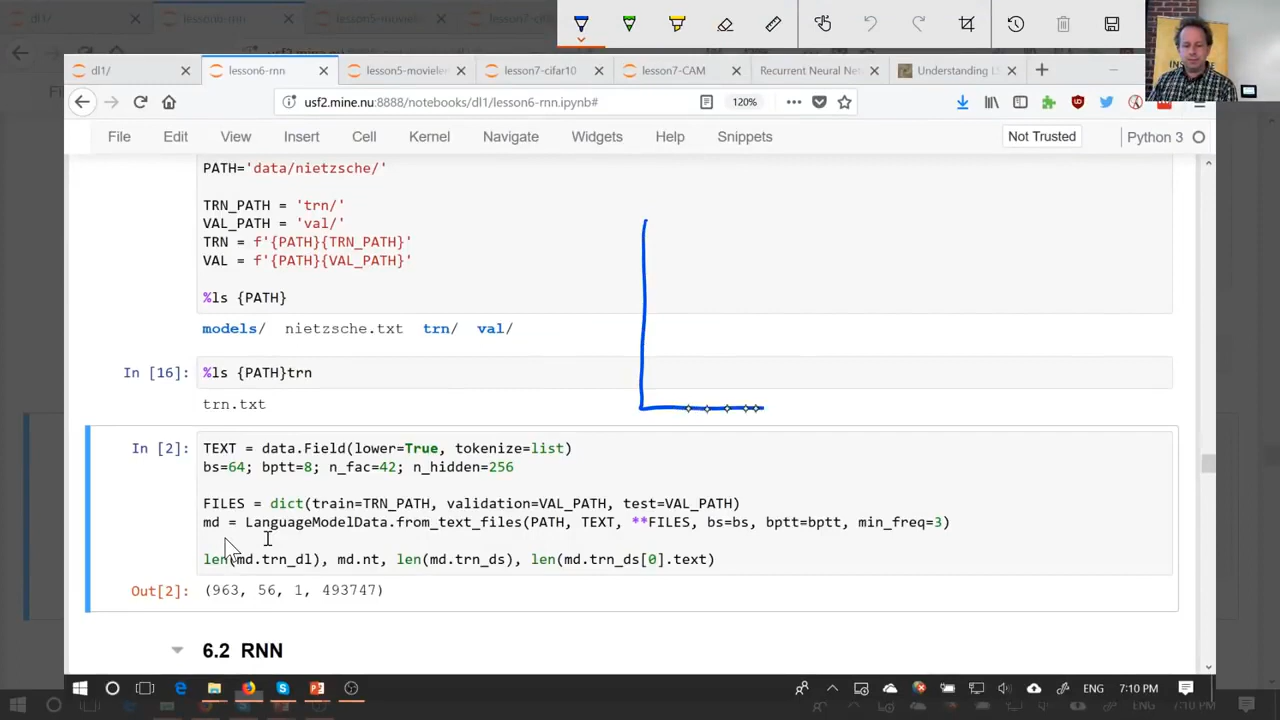 dl1/
lesson6-rnn
lesson5-movieler
lesson7-cifar10
lesson7-CAM
Recurrent Neural Net
Understanding LS
usf2.mine.nu:8888/notebooks/dl1/lesson6-rnn.ipynb#
120%
File Edit View Insert Cell Kernel Navigate Widgets Help Snippets
Not Trusted
Python 3
PATH='data/nietzsche/'
TRN_PATH = 'trn/'
VAL_PATH = 'val/'
TRN = f'{PATH}{TRN_PATH}'
VAL = f'{PATH}{VAL_PATH}'
%ls {PATH}
models/ nietzsche.txt trn/ val/
In [16]: %ls {PATH}trn
trn.txt
In [2]: TEXT = data.Field(lower=True, tokenize=list)
bs=64; bptt=8; n_fac=42; n_hidden=256
FILES = dict(train=TRN_PATH, validation=VAL_PATH, test=VAL_PATH)
md = LanguageModelData.from_text_files(PATH, TEXT, **FILES, bs=bs, bptt=bptt, min_freq=3)
len(md.trn_dl), md.nt, len(md.trn_ds), len(md.trn_ds[0].text)
Out[2]: (963, 56, 1, 493747)
6.2 RNN
ENG 7:10 PM
ENG 7:10 PM